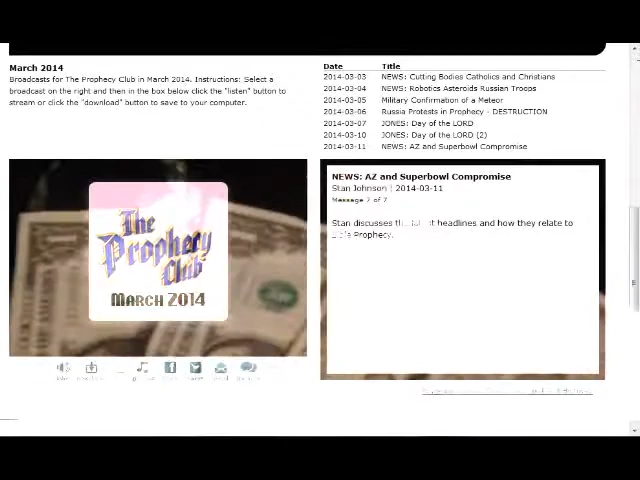 March 2014
Broadcasts for The Prophecy Club in March 2014. Instructions: Select a
broadcast on the right and then in the box below click the "listen" button to
stream or click the "download" button to save to your computer.
Date Title
2014-03-03 NEWS: Cutting Bodies Catholics and Christians
2014-03-04 NEWS: Robotics Asteroids Russian Troops
2014-03-05 Military Confirmation of a Meteor
2014-03-06 Russia Protests in Prophecy - DESTRUCTION
2014-03-07 JONES: Day of the LORD
2014-03-10 JONES: Day of the LORD (2)
2014-03-11 NEWS: AZ and Superbowl Compromise
The
Prophecy
Club
MARCH 2014
NEWS: AZ and Superbowl Compromise
Stan Johnson | 2014-03-11
Message 7 of 7
Stan discusses headlines and how they relate to
Prophecy.